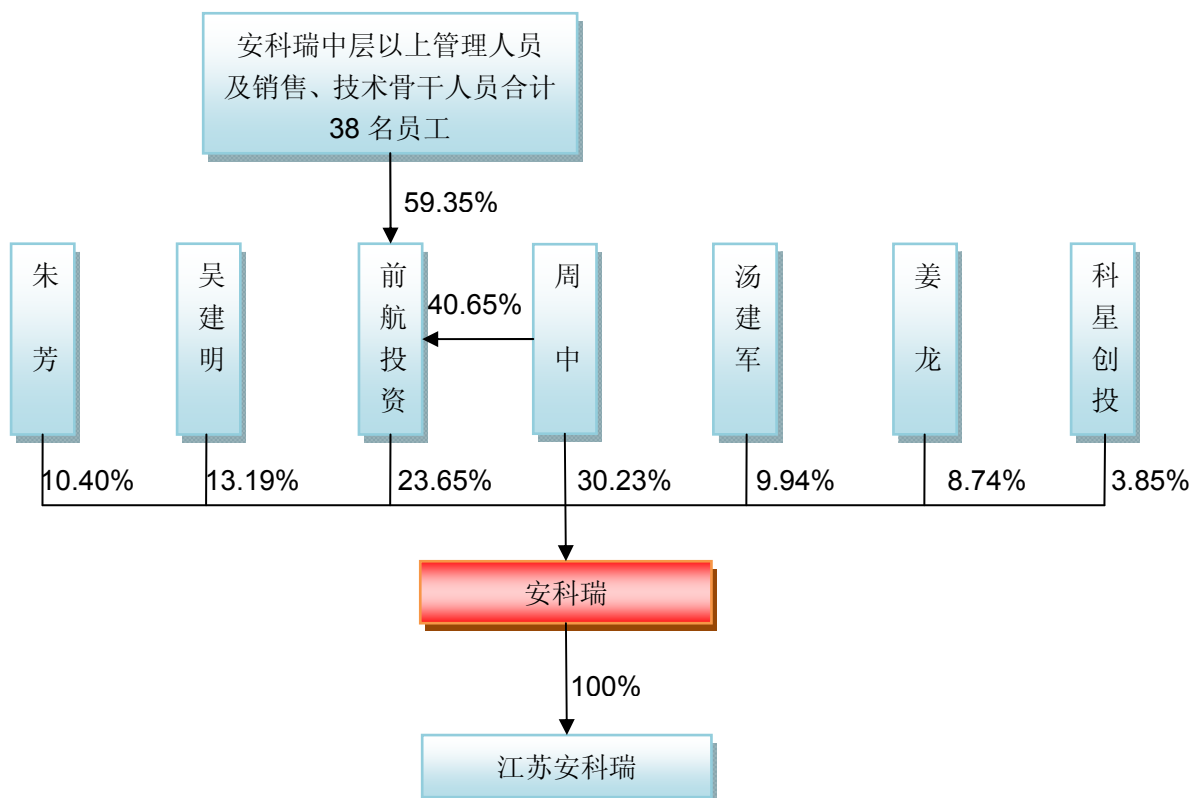 安科瑞中层以上管理人员
及销售、技术骨干人员合计
38 名员工
59.35%
朱芳
吴建明
前航投资
40.65%
周中
汤建军
姜龙
科星创投
10.40%
13.19%
23.65%
30.23%
9.94%
8.74%
3.85%
安科瑞
100%
江苏安科瑞